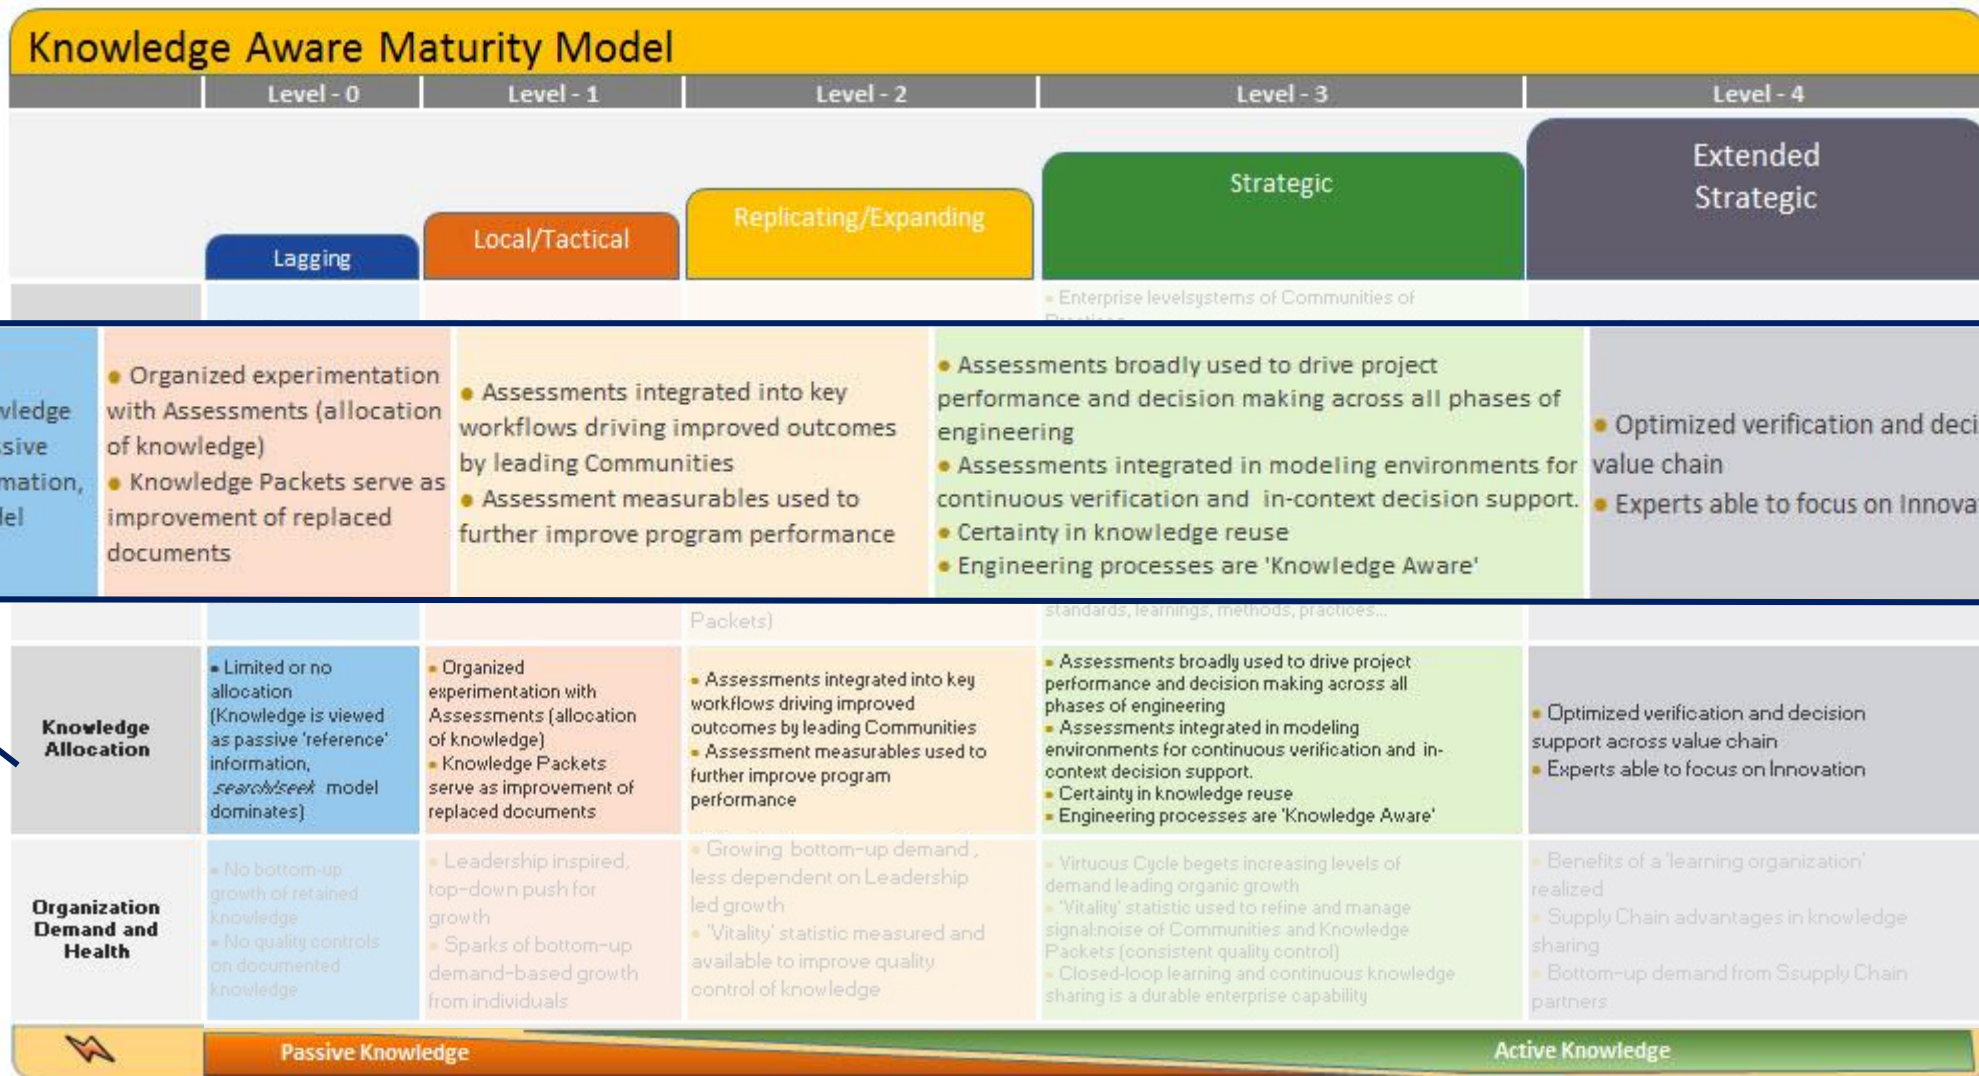 Knowledge Aware Maturity Model
Level - 0
Level - 1
Level - 2
Level - 3
Level - 4
Lagging
Local/Tactical
Replicating/Expanding
Strategic
Extended
Strategic
• Enterprise levelsystems of Communities of
• Organized experimentation
with Assessments (allocation
of knowledge)
• Knowledge Packets serve as
improvement of replaced
documents
• Assessments integrated into key
workflows driving improved outcomes
by leading Communities
• Assessment measurables used to
further improve program performance
• Assessments broadly used to drive project
performance and decision making across all phases of
engineering
• Assessments integrated in modeling environments for
continuous verification and in-context decision support.
• Certainty in knowledge reuse
• Engineering processes are 'Knowledge Aware'
• Optimized verification and deci
value chain
• Experts able to focus on Innova
Packets)
standards, learnings, methods, practices...
Knowledge
Allocation
• Limited or no
allocation
(Knowledge is viewed
as passive 'reference'
information,
search/seek model
dominates)
• Organized
experimentation with
Assessments (allocation
of knowledge)
• Knowledge Packets
serve as improvement of
replaced documents
• Assessments integrated into key
workflows driving improved
outcomes by leading Communities
• Assessment measurables used to
further improve program
performance
• Assessments broadly used to drive project
performance and decision making across all
phases of engineering
• Assessments integrated in modeling
environments for continuous verification and in-
context decision support.
• Certainty in knowledge reuse
• Engineering processes are 'Knowledge Aware'
• Optimized verification and decision
support across value chain
• Experts able to focus on Innovation
Organization
Demand and
Health
• No bottom-up
growth of retained
knowledge
• No quality controls
on documented
knowledge
• Leadership inspired,
top-down push for
growth
• Sparks of bottom-up
demand-based growth
from individuals
• Growing bottom-up demand ,
less dependent on Leadership
led growth
• 'Vitality' statistic measured and
available to improve quality
control of knowledge
• Virtuous Cycle begets increasing levels of
demand leading organic growth
• 'Vitality' statistic used to refine and manage
signal:noise of Communities and Knowledge
Packets (consistent quality control)
• Closed-loop learning and continuous knowledge
sharing is a durable enterprise capability
• Benefits of a 'learning organization'
realized
• Supply Chain advantages in knowledge
sharing
• Bottom-up demand from Ssupply Chain
partners
Passive Knowledge
Active Knowledge